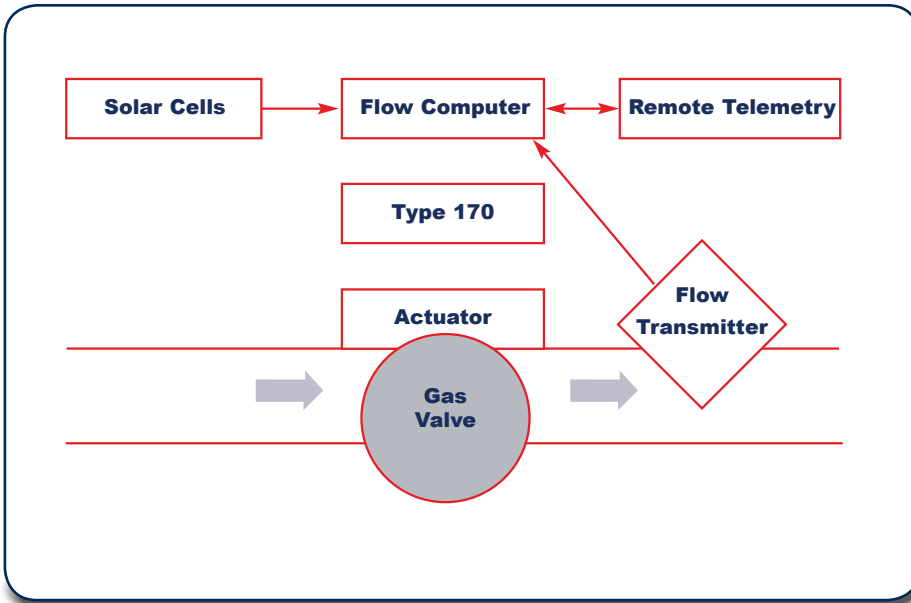 Solar Cells
Flow Computer
Remote Telemetry
Type 170
Actuator
Flow
Transmitter
Gas
Valve